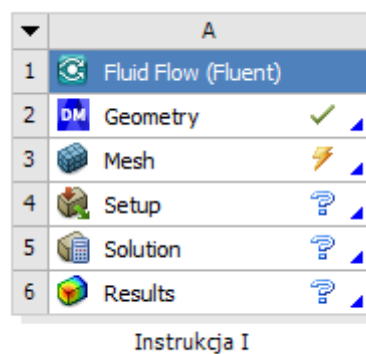 A
1 Fluid Flow (Fluent)
2 DM Geometry
3 Mesh
4 Setup
5 Solution
6 Results
Instrukcja I